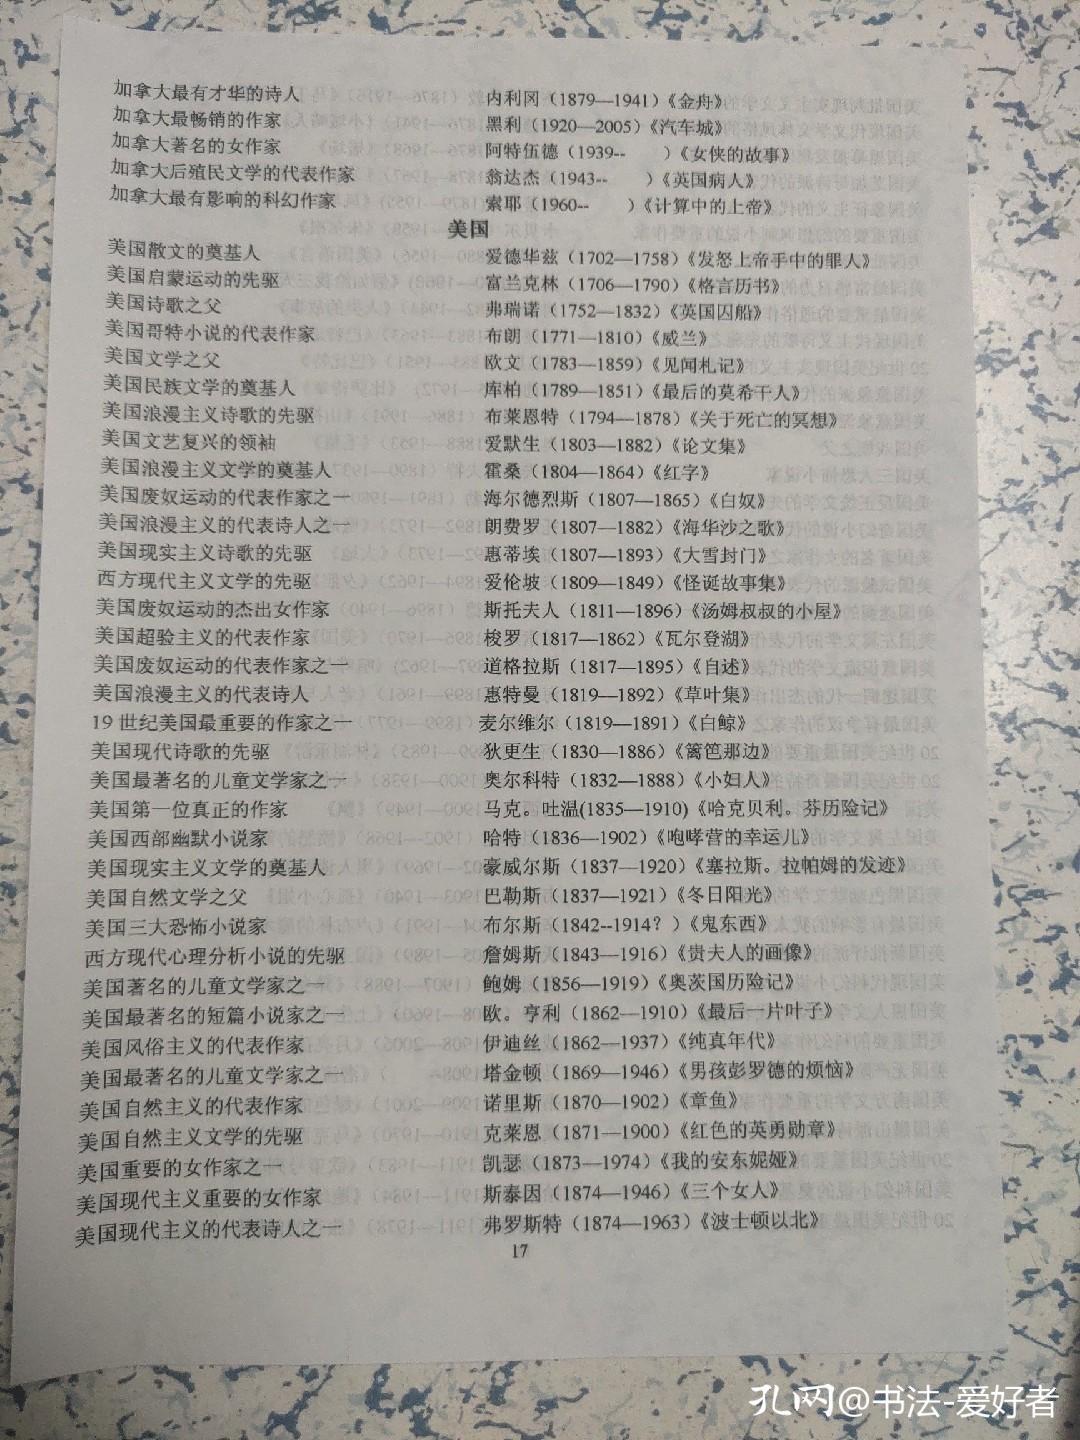 加拿大最有才华的诗人 内利冈（1879—1941）《金舟》
加拿大最畅销的作家 黑利（1920—2005）《汽车城》
加拿大著名的女作家 阿特伍德（1939-- ）《女侠的故事》
加拿大后殖民文学的代表作家 翁达杰（1943-- ）《英国病人》
加拿大最有影响的科幻作家 索耶（1960-- ）《计算中的上帝》
美国
美国散文的奠基人 爱德华兹（1702—1758）《发怒上帝手中的罪人》
美国启蒙运动的先驱 富兰克林（1706—1790）《格言历书》
美国诗歌之父 弗瑞诺（1752—1832）《英国囚船》
美国哥特小说的代表作家 布朗（1771—1810）《威兰》
美国文学之父 欧文（1783—1859）《见闻札记》
美国民族文学的奠基人 库柏（1789—1851）《最后的莫希干人》
美国浪漫主义诗歌的先驱 布莱恩特（1794—1878）《关于死亡的冥想》
美国文艺复兴的领袖 爱默生（1803—1882）《论文集》
美国浪漫主义文学的奠基人 霍桑（1804—1864）《红字》
美国废奴运动的代表作家之一 海尔德烈斯（1807—1865）《白奴》
美国浪漫主义的代表诗人之一 朗费罗（1807—1882）《海华沙之歌》
美国现实主义诗歌的先驱 惠蒂埃（1807—1893）《大雪封门》
西方现代主义文学的先驱 爱伦坡（1809—1849）《怪诞故事集》
美国废奴运动的杰出女作家 斯托夫人（1811—1896）《汤姆叔叔的小屋》
美国超验主义的代表作家 梭罗（1817—1862）《瓦尔登湖》
美国废奴运动的代表作家之一 道格拉斯（1817—1895）《自述》
美国浪漫主义的代表诗人 惠特曼（1819—1892）《草叶集》
19世纪美国最重要的作家之一 麦尔维尔（1819—1891）《白鲸》
美国现代诗歌的先驱 狄更生（1830—1886）《篱笆那边》
美国最著名的儿童文学家之一 奥尔科特（1832—1888）《小妇人》
美国第一位真正的作家 马克。吐温(1835—1910)《哈克贝利。芬历险记》
美国西部幽默小说家 哈特（1836—1902）《咆哮营的幸运儿》
美国现实主义文学的奠基人 豪威尔斯（1837—1920）《塞拉斯。拉帕姆的发迹》
美国自然文学之父 巴勒斯（1837—1921）《冬日阳光》
美国三大恐怖小说家 布尔斯（1842--1914？）《鬼东西》
西方现代心理分析小说的先驱 詹姆斯（1843—1916）《贵夫人的画像》
美国著名的儿童文学家之一 鲍姆（1856—1919）《奥茨国历险记》
美国最著名的短篇小说家之一 欧。亨利（1862—1910）《最后一片叶子》
美国风俗主义的代表作家 伊迪丝（1862—1937）《纯真年代》
美国最著名的儿童文学家之一 塔金顿（1869—1946）《男孩彭罗德的烦恼》
美国自然主义的代表作家 诺里斯（1870—1902）《章鱼》
美国自然主义文学的先驱 克莱恩（1871—1900）《红色的英勇勋章》
美国重要的女作家之一 凯瑟（1873—1974）《我的安东妮娅》
美国现代主义重要的女作家 斯泰因（1874—1946）《三个女人》
美国现代主义的代表诗人之一 弗罗斯特（1874—1963）《波士顿以北》
17
孔网@书法-爱好者